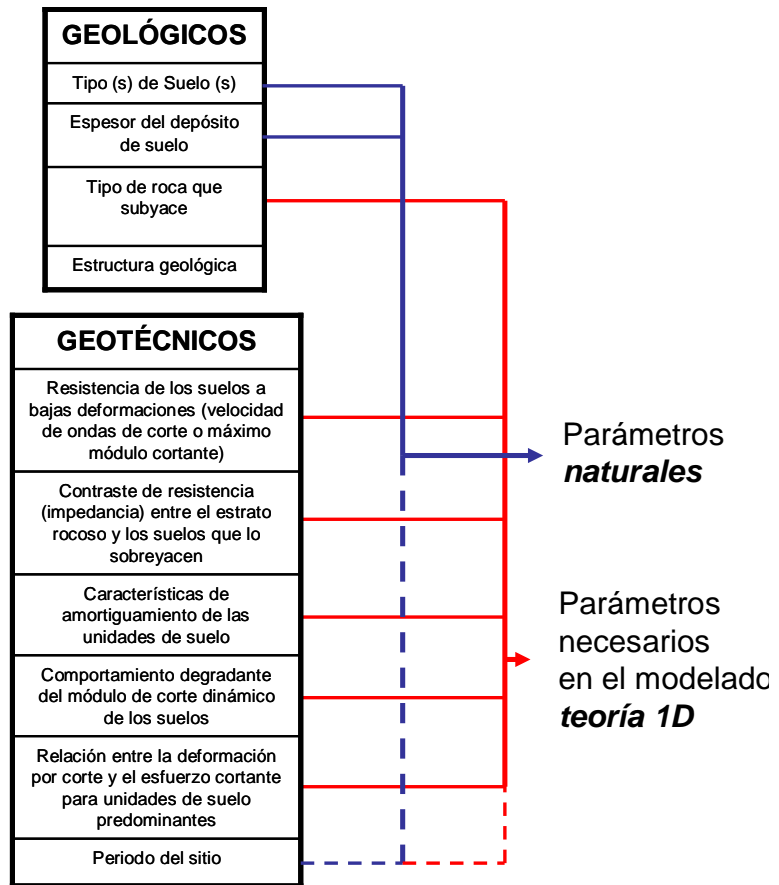 GEOLÓGICOS
Tipo (s) de Suelo (s)
Espesor del depósito
de suelo
Tipo de roca que
subyace
Estructura geológica
GEOTÉCNICOS
Resistencia de los suelos a
bajas deformaciones (velocidad
de ondas de corte o máximo
módulo cortante)
Contraste de resistencia
(impedancia) entre el estrato
rocoso y los suelos que lo
sobreyacen
Características de
amortiguamiento de las
unidades de suelo
Comportamiento degradante
del módulo de corte dinámico
de los suelos
Relación entre la deformación
por corte y el esfuerzo cortante
para unidades de suelo
predominantes
Periodo del sitio
Parámetros
naturales
Parámetros
necesarios
en el modelado
teoría 1D